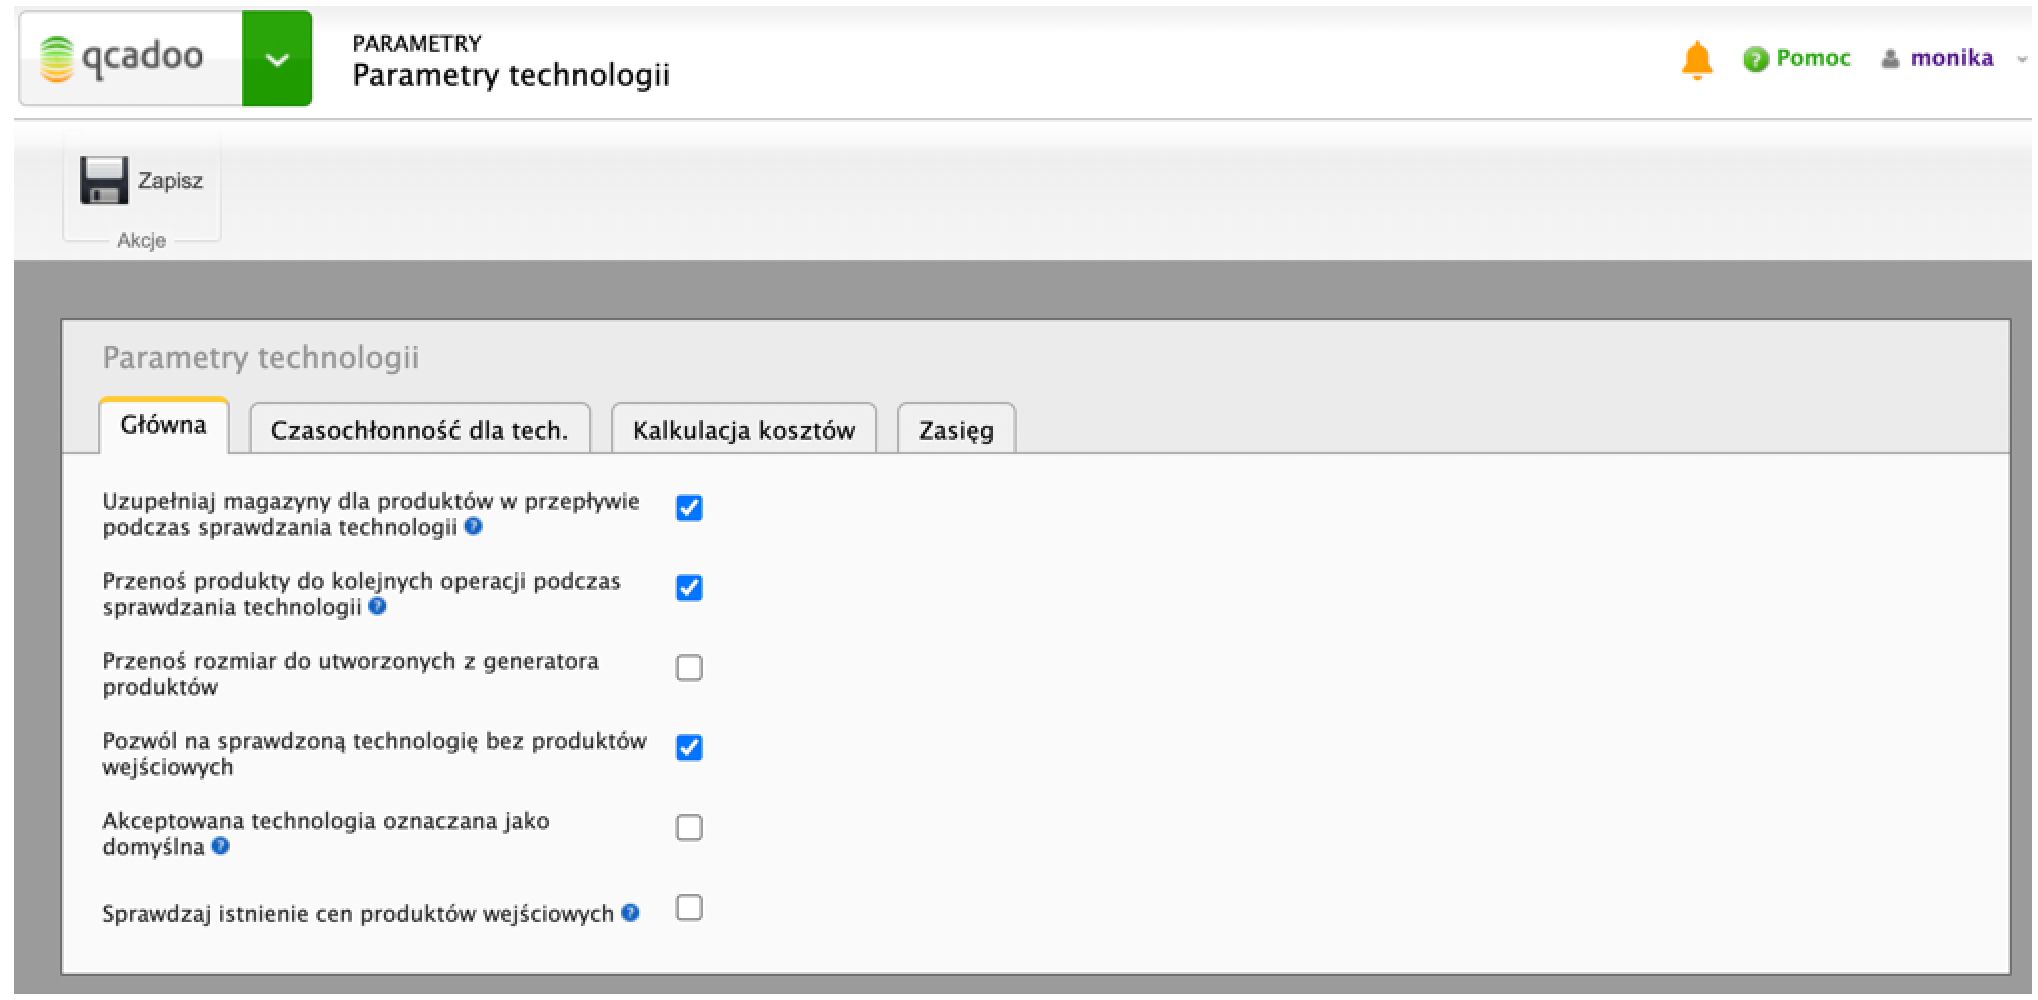 qcadoo
PARAMETRY
Parametry technologii
Pomoc
monika
Zapisz
Akcje
Parametry technologii
Główna
Czasochłonność dla tech.
Kalkulacja kosztów
Zasięg
Uzupełniaj magazyny dla produktów w przepływie
podczas sprawdzania technologii
Przenoś produkty do kolejnych operacji podczas
sprawdzania technologii
Przenoś rozmiar do utworzonych z generatora
produktów
Pozwól na sprawdzoną technologię bez produktów
wejściowych
Akceptowana technologia oznaczana jako
domyślna
Sprawdzaj istnienie cen produktów wejściowych